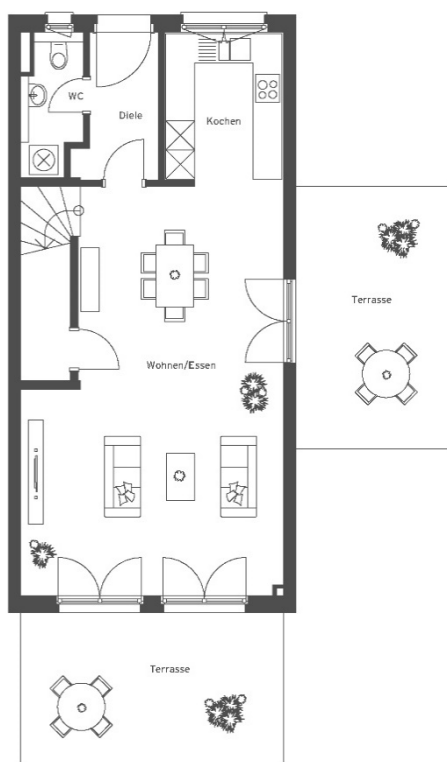 WC
Diele
Kochen
Terrasse
Wohnen/Essen
Terrasse